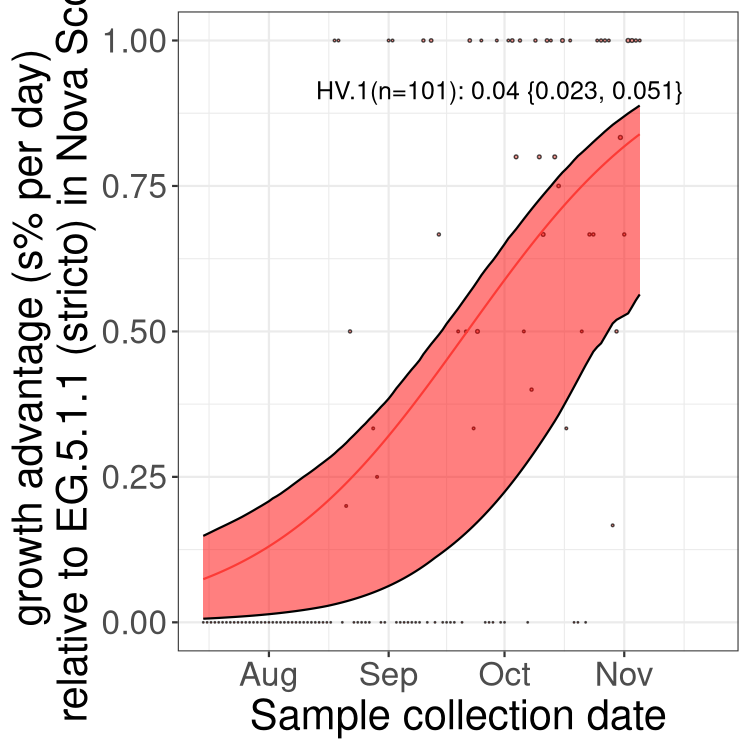 growth advantage (s% per day)
relative to EG.5.1.1 (stricto) in Nova Sco
1.00
0.75
0.50
0.25
0.00
HV.1(n=101): 0.04 {0.023, 0.051}
Aug Sep Oct Nov
Sample collection date